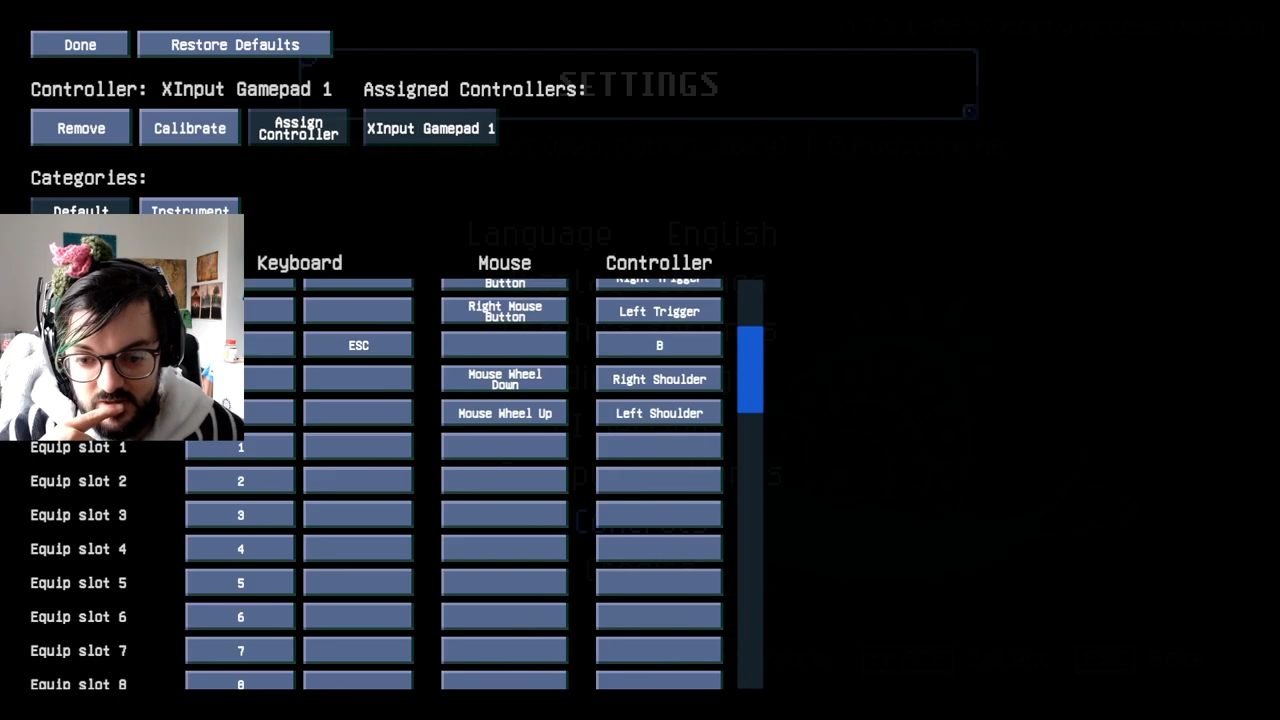 Done Restore Defaults
SETTINGS
Controller: XInput Gamepad 1 Assigned Controllers:
Remove Calibrate Assign Controller XInput Gamepad 1
Categories:
Default Instrument
Language English
Keyboard Mouse Controller
Button Right Trigger
Right Mouse Button Left Trigger
ESC B
Mouse Wheel Down Right Shoulder
Mouse Wheel Up Left Shoulder
Equip slot 1 1
Equip slot 2 2
Equip slot 3 3
Equip slot 4 4
Equip slot 5 5
Equip slot 6 6
Equip slot 7 7
Equip slot 8 8